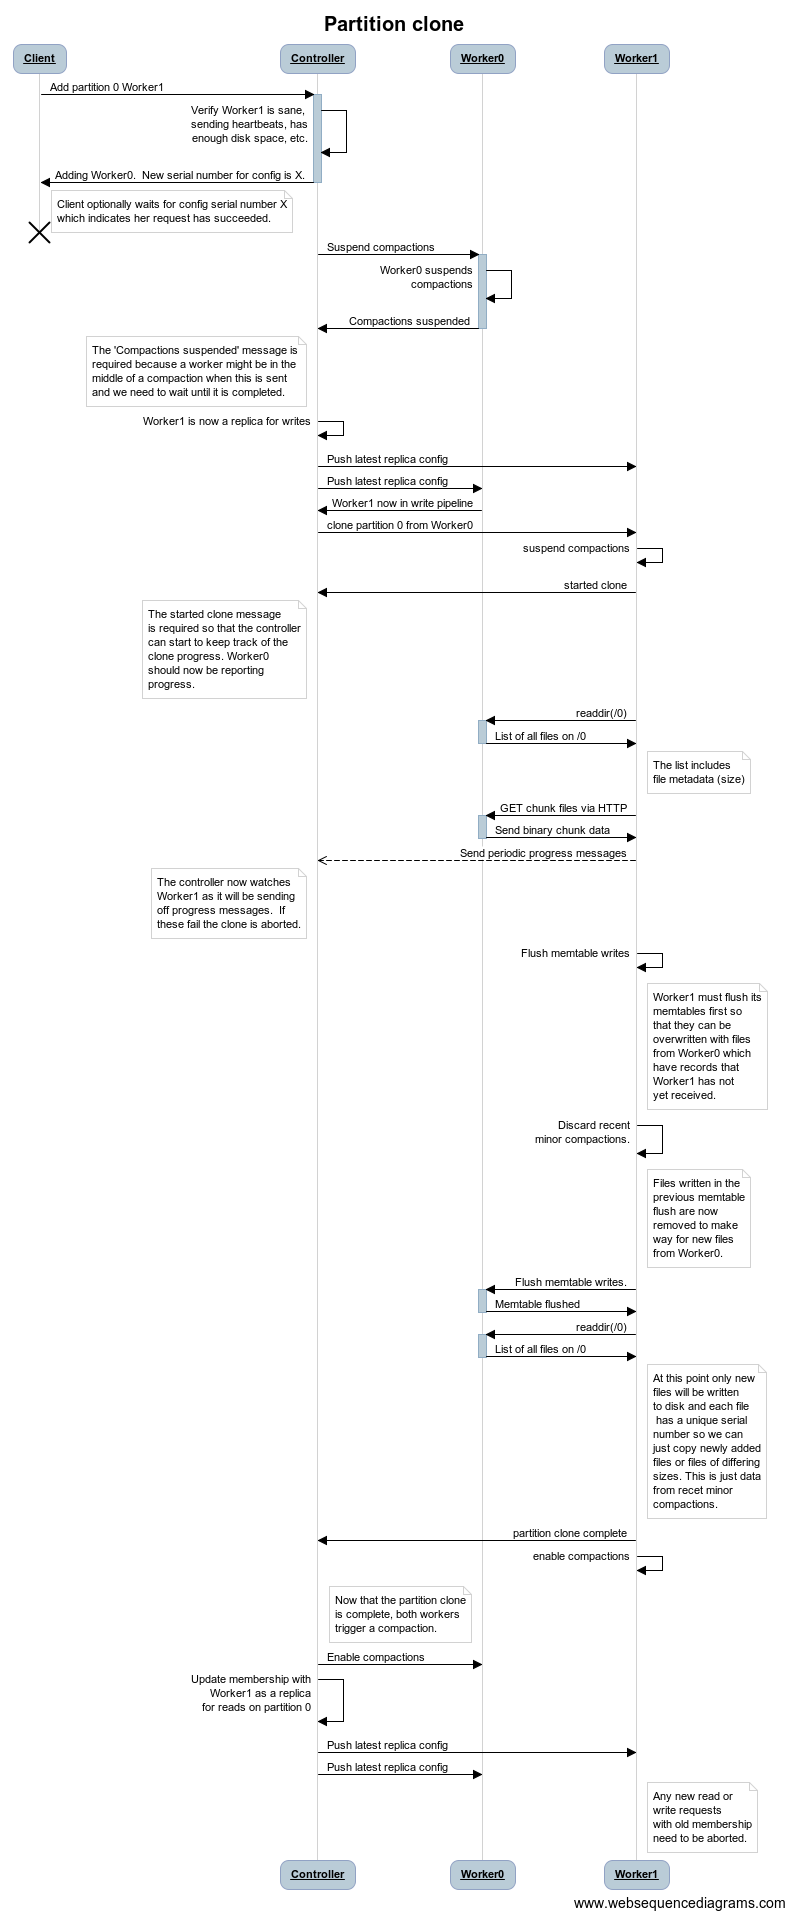 Partition clone
Client
Controller
Worker0
Worker1
Add partition 0 Worker1
Verify Worker1 is sane,
sending heartbeats, has
enough disk space, etc.
Adding Worker0.  New serial number for config is X.
Client optionally waits for config serial number X
which indicates her request has succeeded.
Suspend compactions
Worker0 suspends
compactions
Compactions suspended
The 'Compactions suspended' message is
required because a worker might be in the
middle of a compaction when this is sent
and we need to wait until it is completed.
Worker1 is now a replica for writes
Push latest replica config
Push latest replica config
Worker1 now in write pipeline
clone partition 0 from Worker0
suspend compactions
started clone
The started clone message
is required so that the controller
can start to keep track of the
clone progress. Worker0
should now be reporting
progress.
readdir(/0)
List of all files on /0
The list includes
file metadata (size)
GET chunk files via HTTP
Send binary chunk data
Send periodic progress messages
The controller now watches
Worker1 as it will be sending
off progress messages.  If
these fail the clone is aborted.
Flush memtable writes
Worker1 must flush its
memtables first so
that they can be
overwritten with files
from Worker0 which
have records that
Worker1 has not
yet received.
Discard recent
minor compactions.
Files written in the
previous memtable
flush are now
removed to make
way for new files
from Worker0.
Flush memtable writes.
Memtable flushed
readdir(/0)
List of all files on /0
At this point only new
files will be written
to disk and each file
has a unique serial
number so we can
just copy newly added
files or files of differing
sizes. This is just data
from recet minor
compactions.
partition clone complete
enable compactions
Now that the partition clone
is complete, both workers
trigger a compaction.
Enable compactions
Update membership with
Worker1 as a replica
for reads on partition 0
Push latest replica config
Push latest replica config
Any new read or
write requests
with old membership
need to be aborted.
Controller
Worker0
Worker1
www.websequencediagrams.com